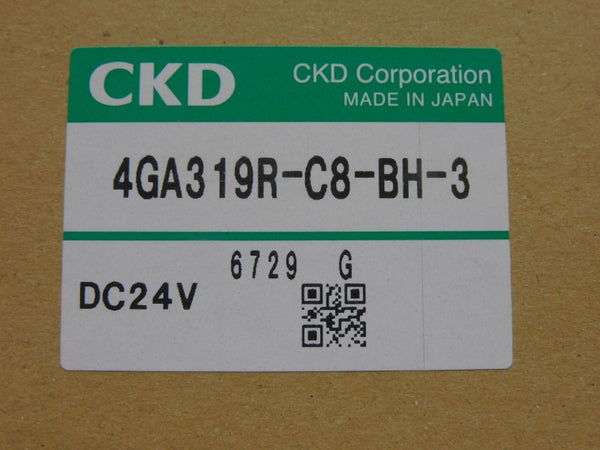 CKD
CKD Corporation
MADE IN JAPAN
4GA319R-C8-BH-3
6729 G
DC24V